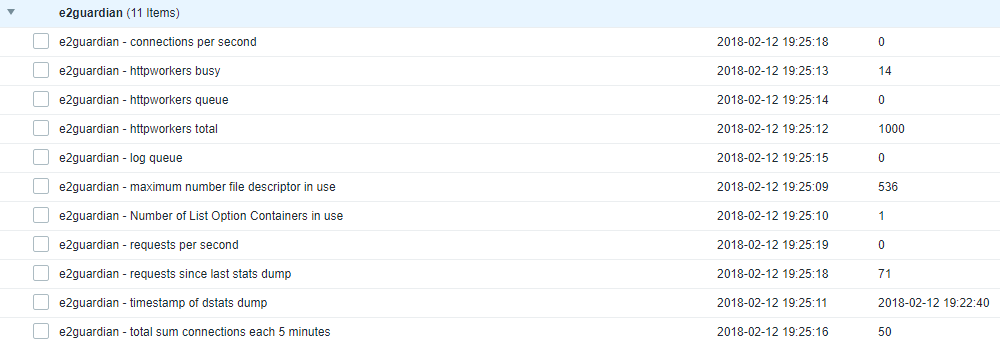 e2guardian (11 Items)
e2guardian - connections per second 2018-02-12 19:25:18 0
e2guardian - httpworkers busy 2018-02-12 19:25:13 14
e2guardian - httpworkers queue 2018-02-12 19:25:14 0
e2guardian - httpworkers total 2018-02-12 19:25:12 1000
e2guardian - log queue 2018-02-12 19:25:15 0
e2guardian - maximum number file descriptor in use 2018-02-12 19:25:09 536
e2guardian - Number of List Option Containers in use 2018-02-12 19:25:10 1
e2guardian - requests per second 2018-02-12 19:25:19 0
e2guardian - requests since last stats dump 2018-02-12 19:25:18 71
e2guardian - timestamp of dstats dump 2018-02-12 19:25:11 2018-02-12 19:22:40
e2guardian - total sum connections each 5 minutes 2018-02-12 19:25:16 50